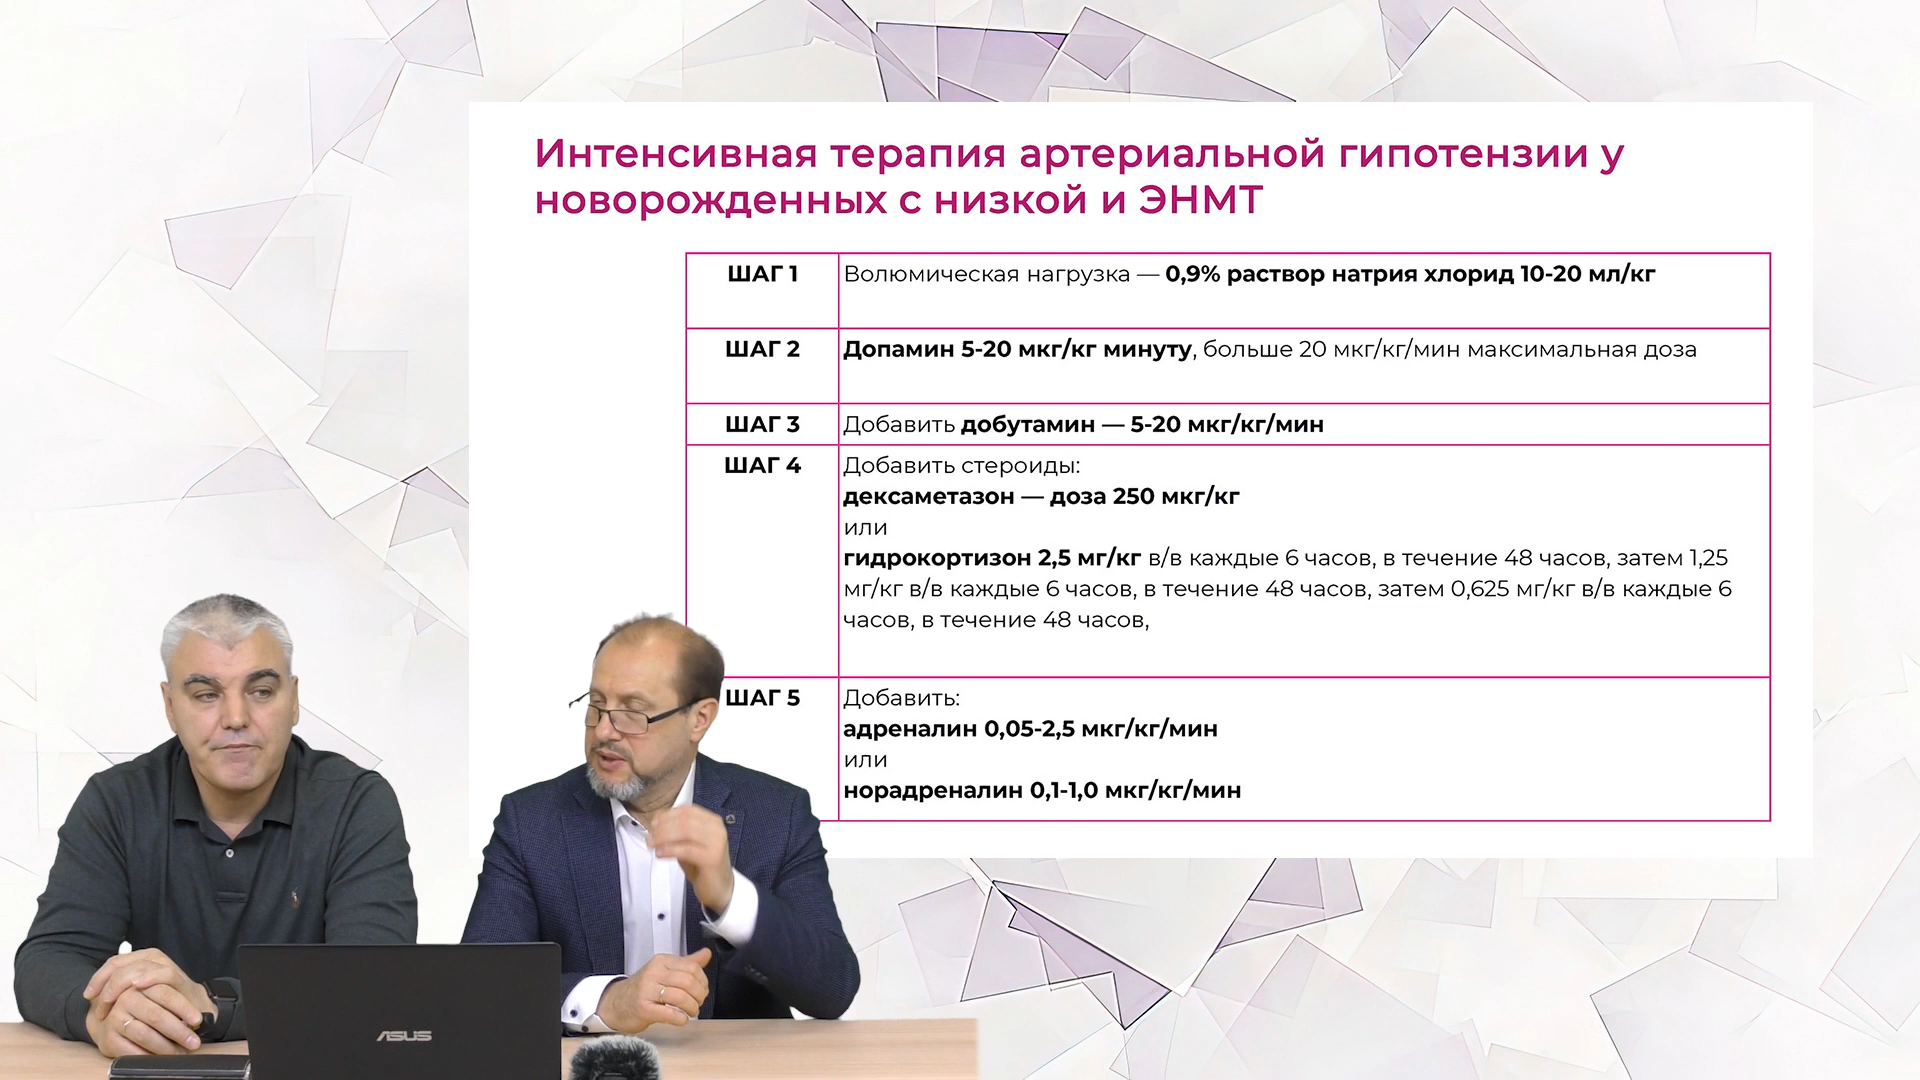 Интенсивная терапия артериальной гипотензии у
новорожденных с низкой и ЭНМТ
ШАГ 1
Волюмическая нагрузка — 0,9% раствор натрия хлорид 10-20 мл/кг
ШАГ 2
Допамин 5-20 мкг/кг минуту, больше 20 мкг/кг/мин максимальная доза
ШАГ 3
Добавить добутамин — 5-20 мкг/кг/мин
ШАГ 4
Добавить стероиды:
дексаметазон — доза 250 мкг/кг
или
гидрокортизон 2,5 мг/кг в/в каждые 6 часов, в течение 48 часов, затем 1,25
мг/кг в/в каждые 6 часов, в течение 48 часов, затем 0,625 мг/кг в/в каждые 6
часов, в течение 48 часов,
ШАГ 5
Добавить:
адреналин 0,05-2,5 мкг/кг/мин
или
норадреналин 0,1-1,0 мкг/кг/мин
ASUS